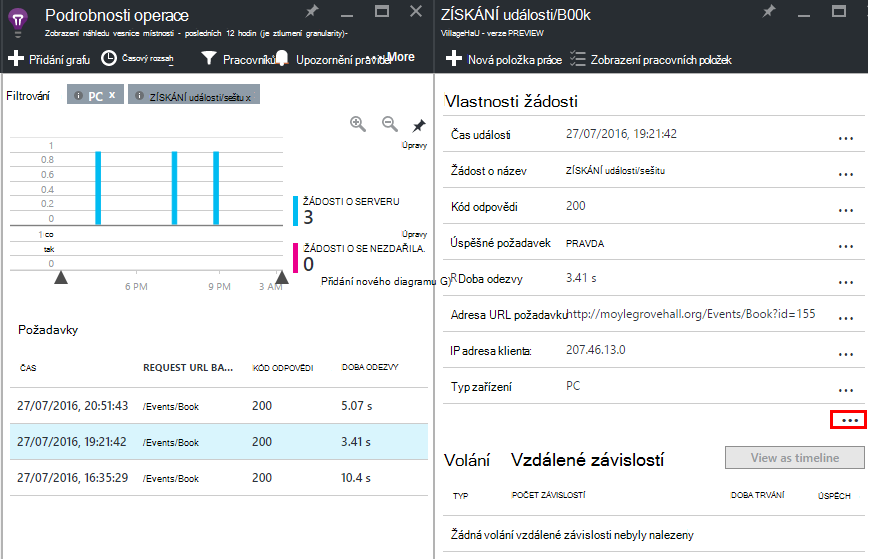 Podrobnosti operace
Zobrazení náhledu vesnice místnosti - posledních 12 hodin (je ztlumení granularity)-
Přidání grafu
Časový rozsah
Pracovníků
Upozornění pravidel
More
Filtrování
PC x
ZÍSKÁNÍ události/sešitu x
Úpravy
1
0.8
0.6
0.4
0.2
0
ŽÁDOSTI O SERVERU
3
1 co
tak
0
Úpravy
ŽÁDOSTI O SE NEZDAŘILA.
0
6 PM
9 PM
3 AM
Přidání nového diagramu G)
Požadavky
ČAS REQUEST URL BA... KÓD ODPOVĚDI DOBA ODEZVY
27/07/2016, 20:51:43 /Events/Book 200 5.07 s
27/07/2016, 19:21:42 /Events/Book 200 3.41 s
27/07/2016, 16:35:29 /Events/Book 200 10.4 s
ZÍSKÁNÍ události/B00k
VillageHaU - verze PREVIEW
Nová položka práce
Zobrazení pracovních položek
Vlastnosti žádosti
Čas události 27/07/2016, 19:21:42 ...
Žádost o název ZÍSKÁNÍ události/sešitu ...
Kód odpovědi 200 ...
Úspěšné požadavek PRAVDA ...
R Doba odezvy 3.41 s ...
Adresa URL požadavku http://moylegrovehall.org/Events/Book?id=155 ...
IP adresa klienta: 207.46.13.0 ...
Typ zařízení PC ...
...
Volání Vzdálené závislostí
View as timeline
TYP POČET ZÁVISLOSTÍ DOBA TRVÁNÍ ÚSPĚCH
Žádná volání vzdálené závislosti nebyly nalezeny